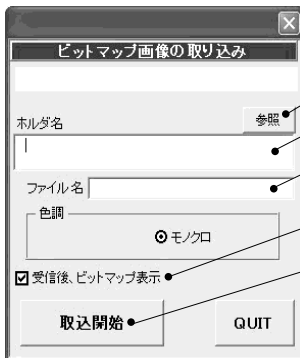 ビットマップ画像の取り込み
参照
ホルダ名
ファイル名
色調
モノクロ
受信後、ビットマップ表示
取込開始 QUIT